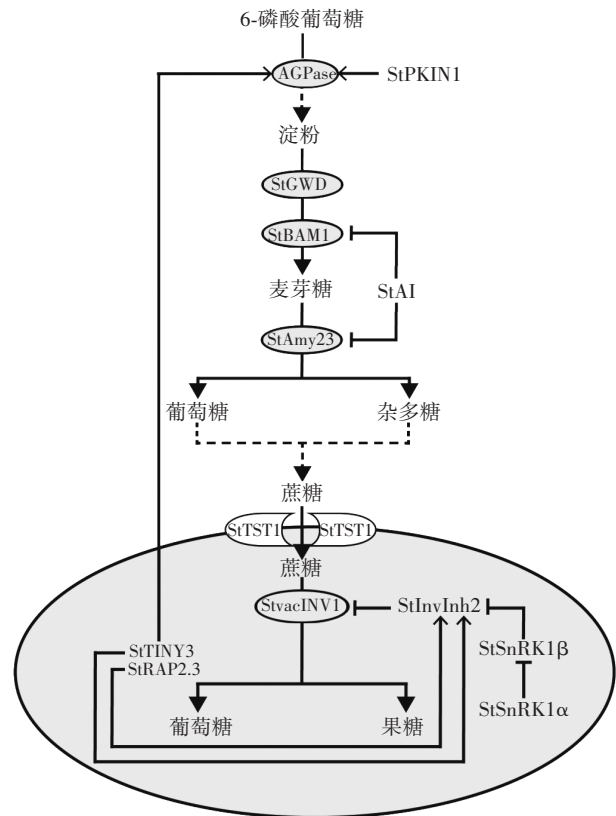 6-磷酸葡萄糖
AGPase
StPKIN1
淀粉
StGWD
StBAM1
麦芽糖
StAI
StAmy23
葡萄糖
杂多糖
蔗糖
StTST1
StTST1
蔗糖
StvacINV1
StInvInh2
StTINY3
StRAP2.3
StSnRK1β
葡萄糖
果糖
StSnRK1α